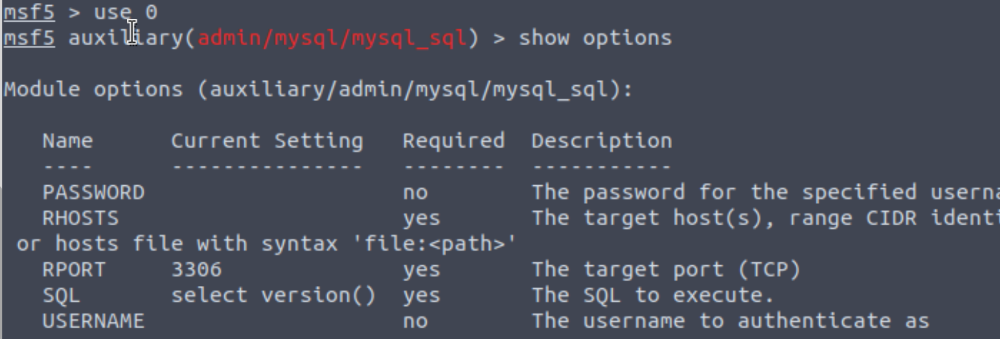 msf5 > use 0
msf5 auxiliary(admin/mysql/mysql_sql) > show options
Module options (auxiliary/admin/mysql/mysql_sql):
Name Current Setting Required Description
---- --------------- -------- -----------
PASSWORD no The password for the specified userna
RHOSTS yes The target host(s), range CIDR identi
or hosts file with syntax 'file:<path>'
RPORT 3306 yes The target port (TCP)
SQL select version() yes The SQL to execute.
USERNAME no The username to authenticate as